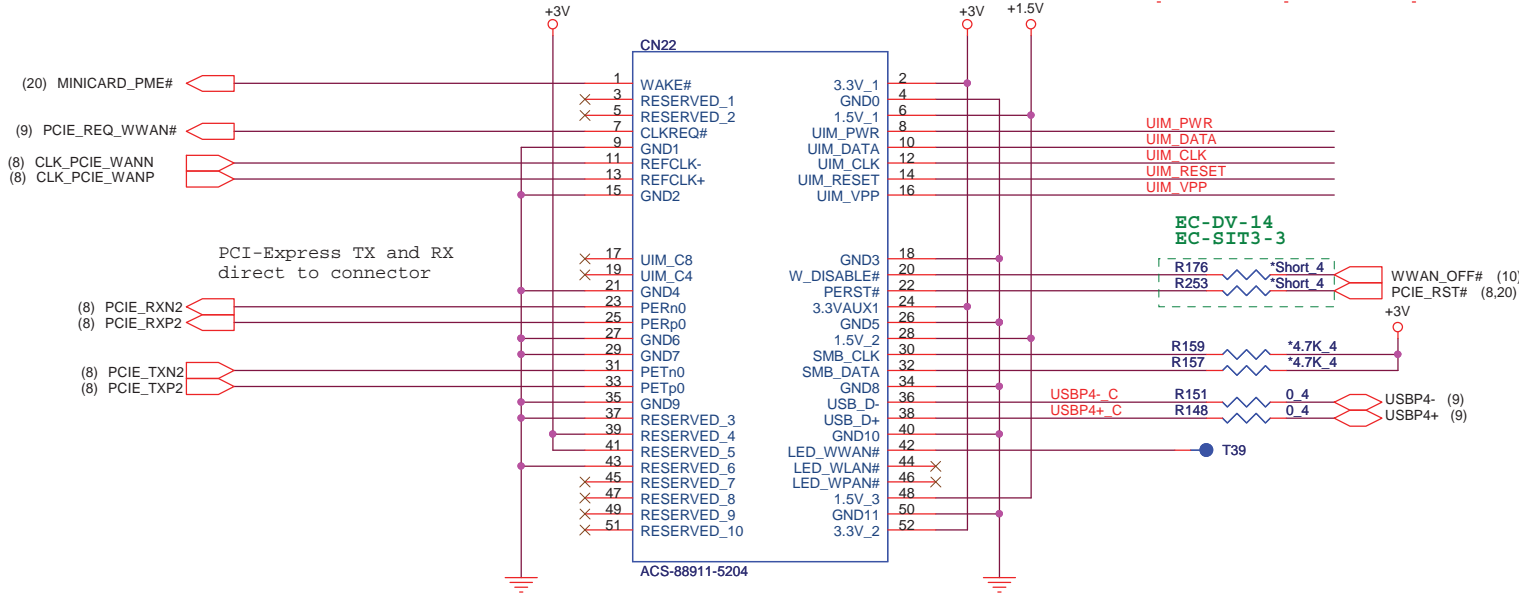 +3V
+3V +1.5V
CN22
(20) MINICARD_PME# 1 WAKE# 3.3V_1 2
3 RESERVED_1 GND0 4
5 RESERVED_2 1.5V_1 6
(9) PCIE_REQ_WWAN# 7 CLKREQ# UIM_PWR 8 UIM_PWR
9 GND1 UIM_DATA 10 UIM_DATA
(8) CLK_PCIE_WANN 11 REFCLK- UIM_CLK 12 UIM_CLK
(8) CLK_PCIE_WANP 13 REFCLK+ UIM_RESET 14 UIM_RESET
15 GND2 UIM_VPP 16 UIM_VPP
EC-DV-14
EC-SIT3-3
PCI-Express TX and RX
direct to connector
17 UIM_C8 GND3 18
19 UIM_C4 W_DISABLE# 20 R176 *Short_4 WWAN_OFF# (10)
21 GND4 PERST# 22 R253 *Short_4 PCIE_RST# (8,20)
(8) PCIE_RXN2 23 PERn0 3.3VAUX1 24
(8) PCIE_RXP2 25 PERp0 GND5 26
+3V
27 GND6 1.5V_2 28
29 GND7 SMB_CLK 30 R159 *4.7K_4
(8) PCIE_TXN2 31 PETn0 SMB_DATA 32 R157 *4.7K_4
(8) PCIE_TXP2 33 PETp0 GND8 34
35 GND9 USB_D- 36 USBP4-_C R151 0_4 USBP4- (9)
37 RESERVED_3 USB_D+ 38 USBP4+_C R148 0_4 USBP4+ (9)
39 RESERVED_4 GND10 40
41 RESERVED_5 LED_WWAN# 42 T39
43 RESERVED_6 LED_WLAN# 44
45 RESERVED_7 LED_WPAN# 46
47 RESERVED_8 1.5V_3 48
49 RESERVED_9 GND11 50
51 RESERVED_10 3.3V_2 52
ACS-88911-5204